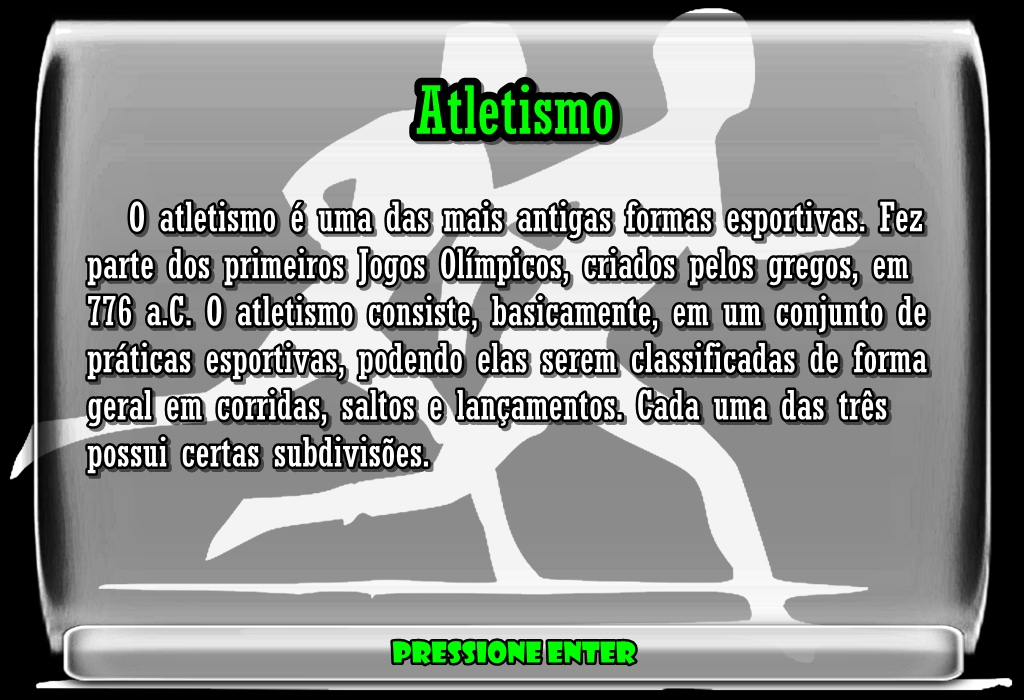 Atletismo
O atletismo é uma das mais antigas formas esportivas. Fez
parte dos primeiros Jogos Olímpicos, criados pelos gregos, em
776 a.C. O atletismo consiste, basicamente, em um conjunto de
práticas esportivas, podendo elas serem classificadas de forma
geral em corridas, saltos e lançamentos. Cada uma das três
possui certas subdivisões.
PRESSIONE ENTER